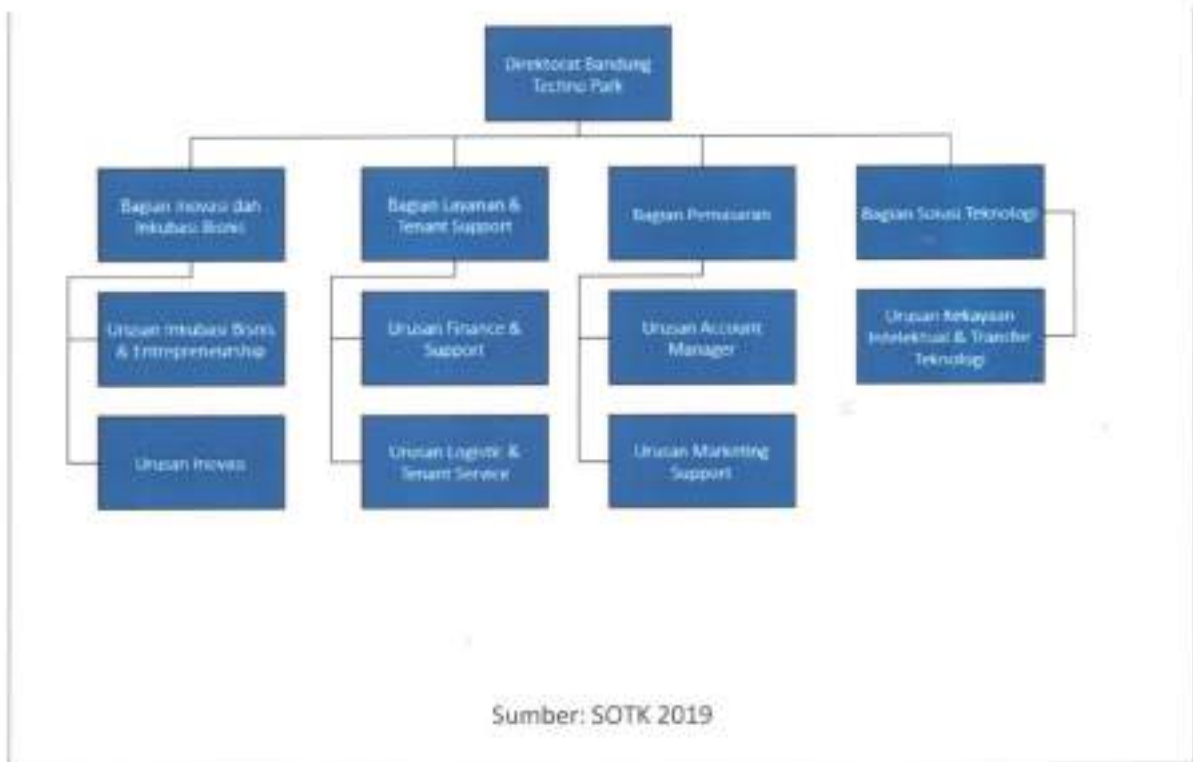 Direktorat Bandung
Techno Park
Bagian Inovasi dan
Inkubasi Bisnis
Bagian Layanan &
Tenant Support
Bagian Pemasaran
Bagian Solusi Teknologi
...
Urusan Inkubasi Bisnis
& Entrepreneurship
Urusan Finance &
Support
Urusan Account
Manager
Urusan Kekayaan
Intelektual & Transfer
Teknologi
Urusan Inovasi
Urusan Logistic &
Tenant Service
Urusan Marketing
Support
Sumber: SOTK 2019